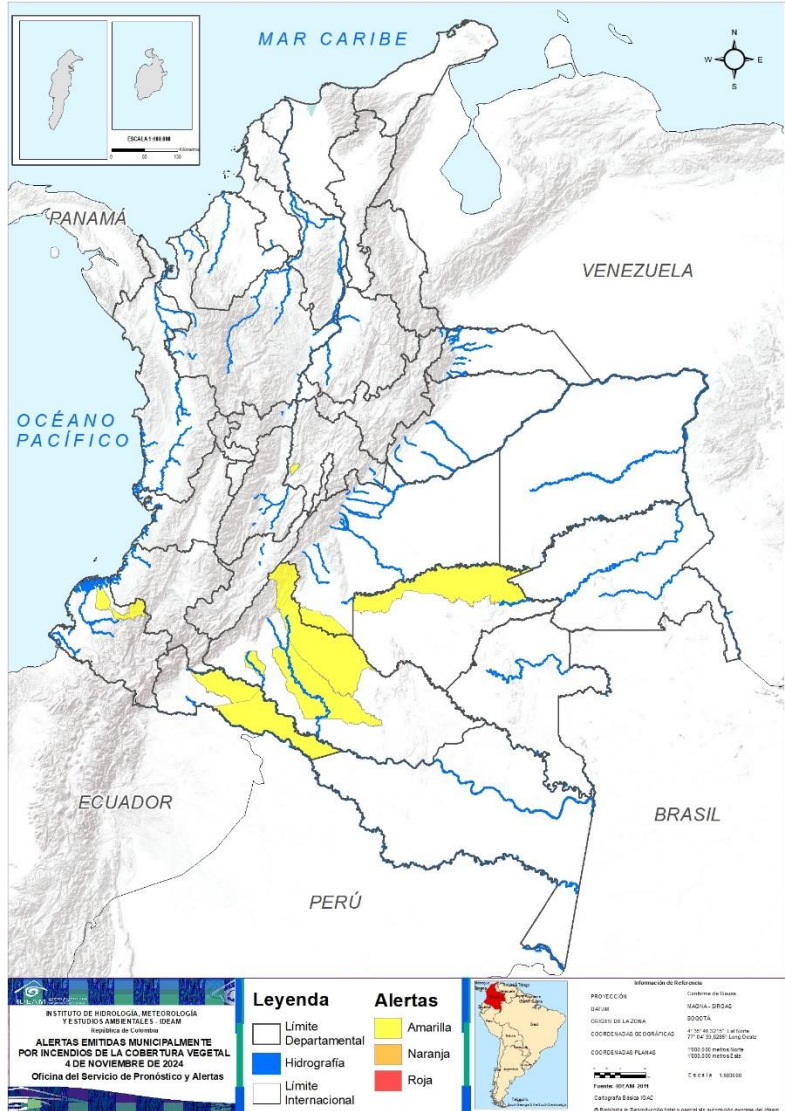 MAR CARIBE
N
W
E
S
ESCALA 1:100.000
PANAMÁ
VENEZUELA
OCÉANO
PACÍFICO
ECUADOR
BRASIL
PERÚ
IDEAM
INSTITUTO DE HIDROLOGÍA, METEOROLOGÍA
Y ESTUDIOS AMBIENTALES - IDEAM
República de Colombia
ALERTAS EMITIDAS MUNICIPALMENTE
POR INCENDIOS DE LA COBERTURA VEGETAL
4 DE NOVIEMBRE DE 2024
Oficina del Servicio de Pronóstico y Alertas
Leyenda
Límite
Departamental
Hidrografía
Límite
Internacional
Alertas
Amarilla
Naranja
Roja
Información de Referencia
PROYECCIÓN
DATUM
MAGNA - SIRGAS
ORIGEN DE LA ZONA
BOGOTÁ
COORDENADAS GEOGRÁFICAS
COORDENADAS PLANAS
1'000.000 metros Norte
1'000.000 metros Este
Escala
Fuente: IDEAM 2011
Cartografía Básica IGAC